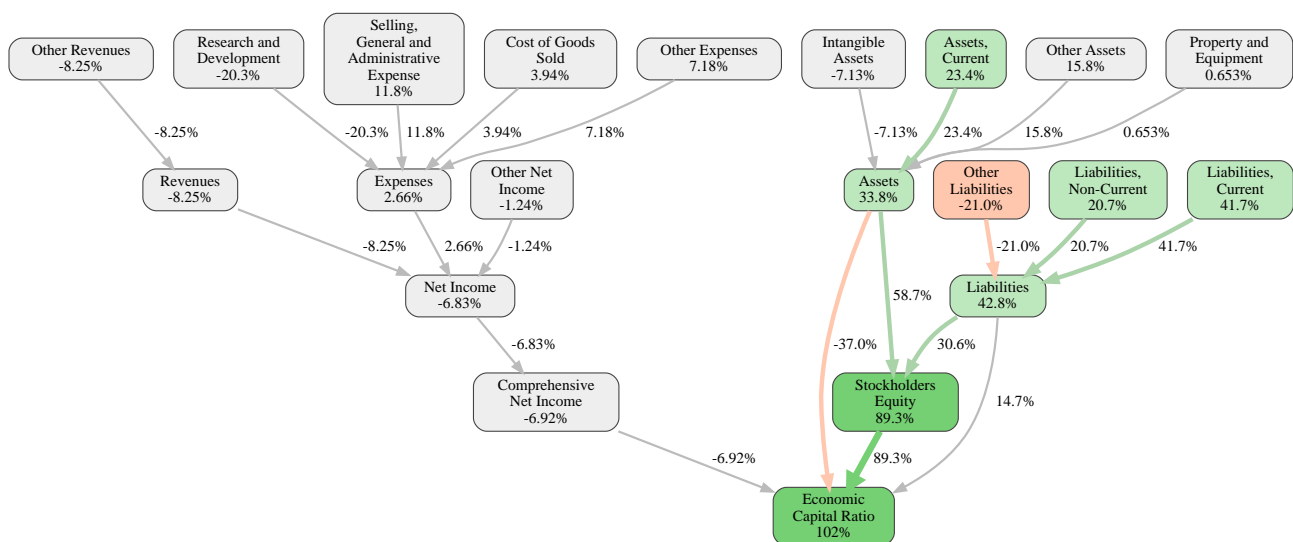 Other Revenues
-8.25%
Research and
Development
-20.3%
Selling,
General and
Administrative
Expense
11.8%
Cost of Goods
Sold
3.94%
Other Expenses
7.18%
Intangible
Assets
-7.13%
Assets,
Current
23.4%
Other Assets
15.8%
Property and
Equipment
0.653%
-8.25%
-20.3%
11.8%
3.94%
7.18%
-7.13%
23.4%
15.8%
0.653%
Revenues
-8.25%
Expenses
2.66%
Other Net
Income
-1.24%
Assets
33.8%
Other
Liabilities
-21.0%
Liabilities,
Non-Current
20.7%
Liabilities,
Current
41.7%
-8.25%
2.66%
-1.24%
-21.0%
20.7%
41.7%
Net Income
-6.83%
58.7%
Liabilities
42.8%
-6.83%
-37.0%
30.6%
Comprehensive
Net Income
-6.92%
Stockholders
Equity
89.3%
14.7%
-6.92%
89.3%
Economic
Capital Ratio
102%